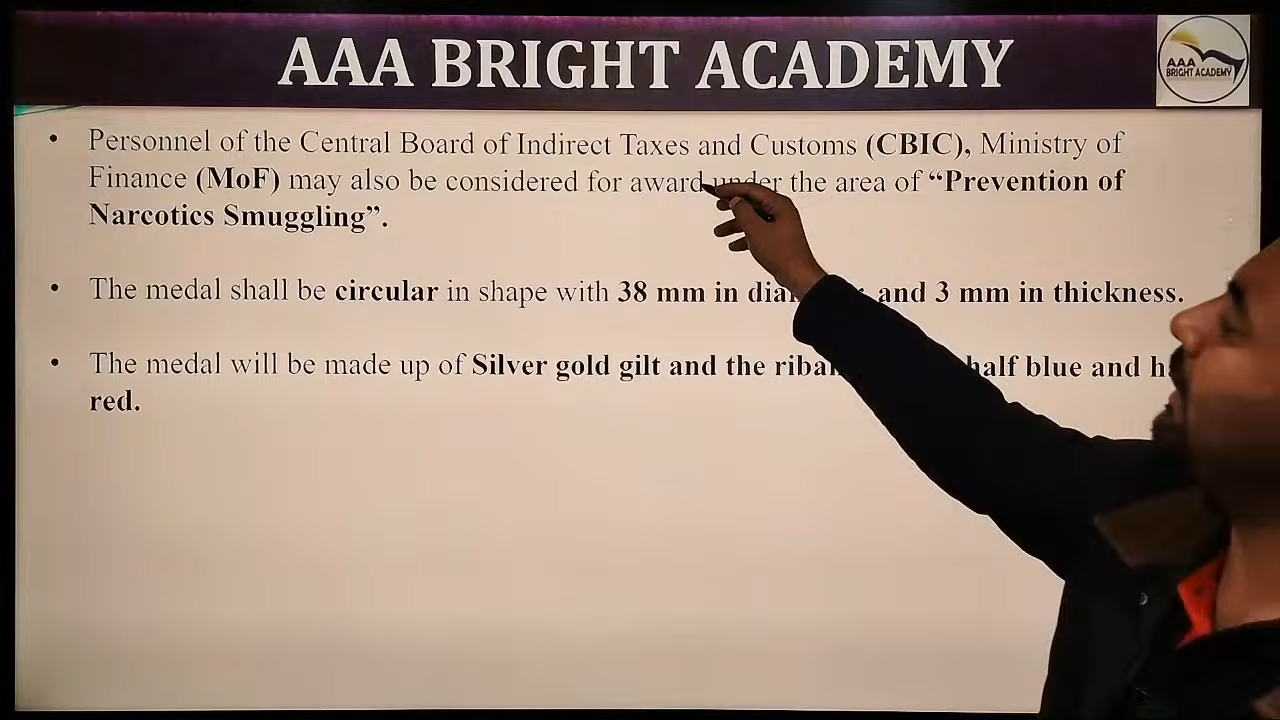 AAA BRIGHT ACADEMY
AAA
BRIGHT ACADEMY
• Personnel of the Central Board of Indirect Taxes and Customs (CBIC), Ministry of
Finance (MoF) may also be considered for award under the area of “Prevention of
Narcotics Smuggling”.
• The medal shall be circular in shape with 38 mm in and 3 mm in thickness.
• The medal will be made up of Silver gold gilt and the half blue and
red.